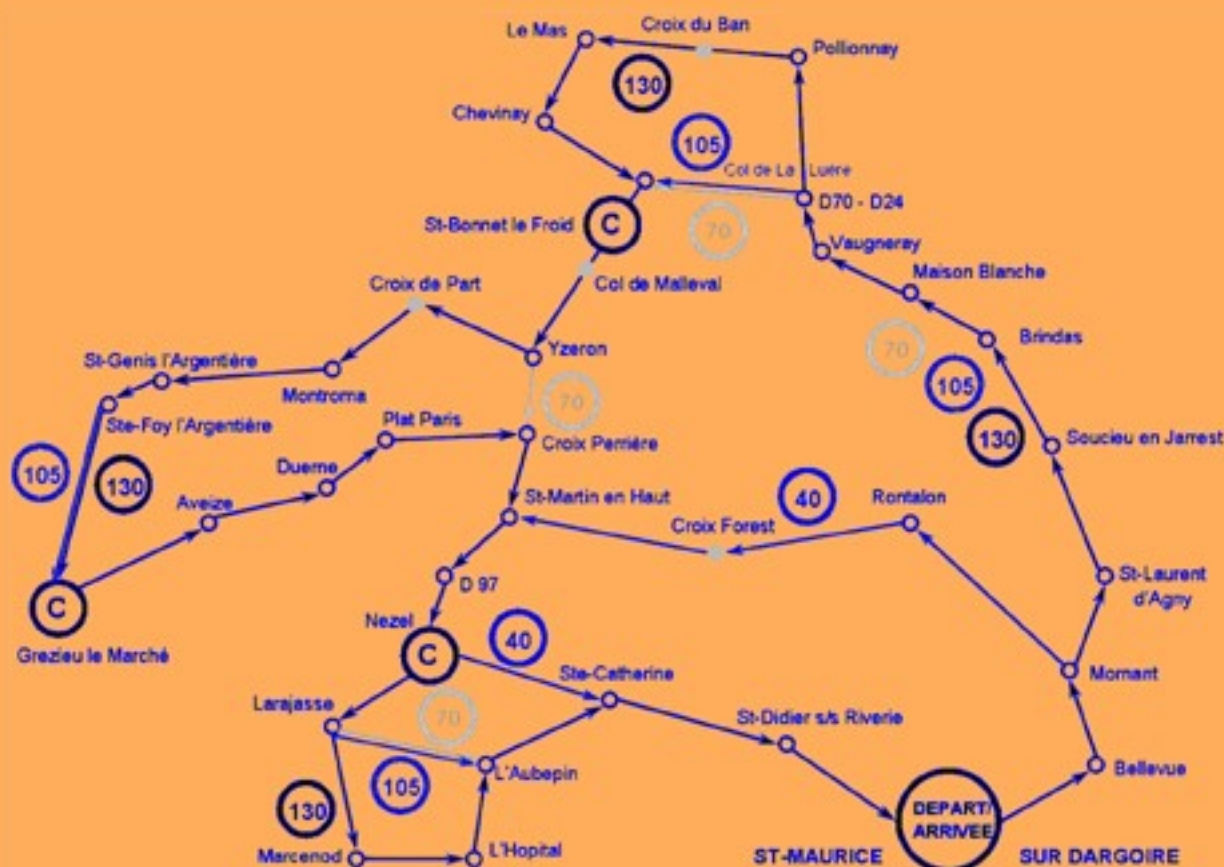 Le Mas
Croix du Ban
Pollionnay
130
Chevinay
105
Col de La Luère
D70 - D24
St-Bonnet le Froid
C
70
Vaugneray
Croix de Part
Col de Malleval
Maison Blanche
Yzeron
Brindas
St-Genis l'Argentière
70
105
Montroma
70
Ste-Foy l'Argentière
Plat Paris
Croix Perrière
130
Soucieu en Jarrest
105
130
Duerne
Aveize
St-Martin en Haut
40
Rontalon
Croix Forest
D 97
St-Laurent
d'Agny
C
Grezieu le Marché
Nezel
C
40
Ste-Catherine
Mornant
Larajasse
70
St-Didier s/s Riverie
L'Aubepin
Bellevue
105
130
DEPART/
ARRIVEE
Marcenod
L'Hopital
ST-MAURICE
SUR DARGOIRE